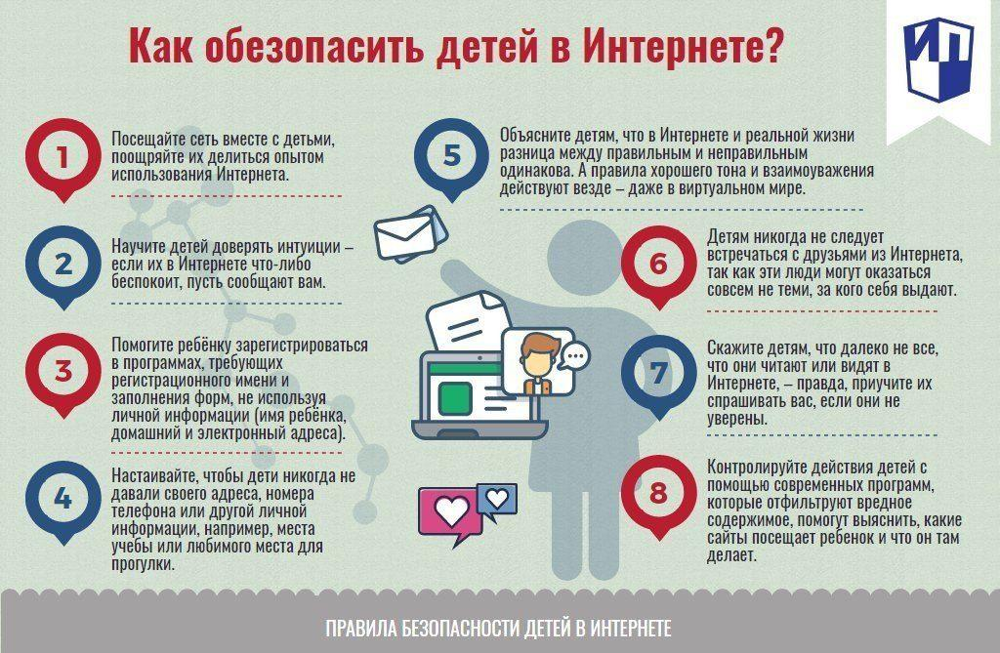 Как обезопасить детей в Интернете?
ИП
1
Посещайте сеть вместе с детьми,
поощряйте их делиться опытом
использования Интернета.
2
Научите детей доверять интуиции –
если их в Интернете что-либо
беспокоит, пусть сообщают вам.
3
Помогите ребёнку зарегистрироваться
в программах, требующих
регистрационного имени и
заполнения форм, не используя
личной информации (имя ребёнка,
домашний и электронный адреса).
4
Настаивайте, чтобы дети никогда не
давали своего адреса, номера
телефона или другой личной
информации, например, места
учебы или любимого места для
прогулки.
5
Объясните детям, что в Интернете и реальной жизни
разница между правильным и неправильным
одинакова. А правила хорошего тона и взаимоуважения
действуют везде – даже в виртуальном мире.
6
Детям никогда не следует
встречаться с друзьями из Интернета,
так как эти люди могут оказаться
совсем не теми, за кого себя выдают.
7
Скажите детям, что далеко не все,
что они читают или видят в
Интернете, – правда, приучите их
спрашивать вас, если они не
уверены.
8
Контролируйте действия детей с
помощью современных программ,
которые отфильтруют вредное
содержимое, помогут выяснить, какие
сайты посещает ребенок и что он там
делает.
ПРАВИЛА БЕЗОПАСНОСТИ ДЕТЕЙ В ИНТЕРНЕТЕ